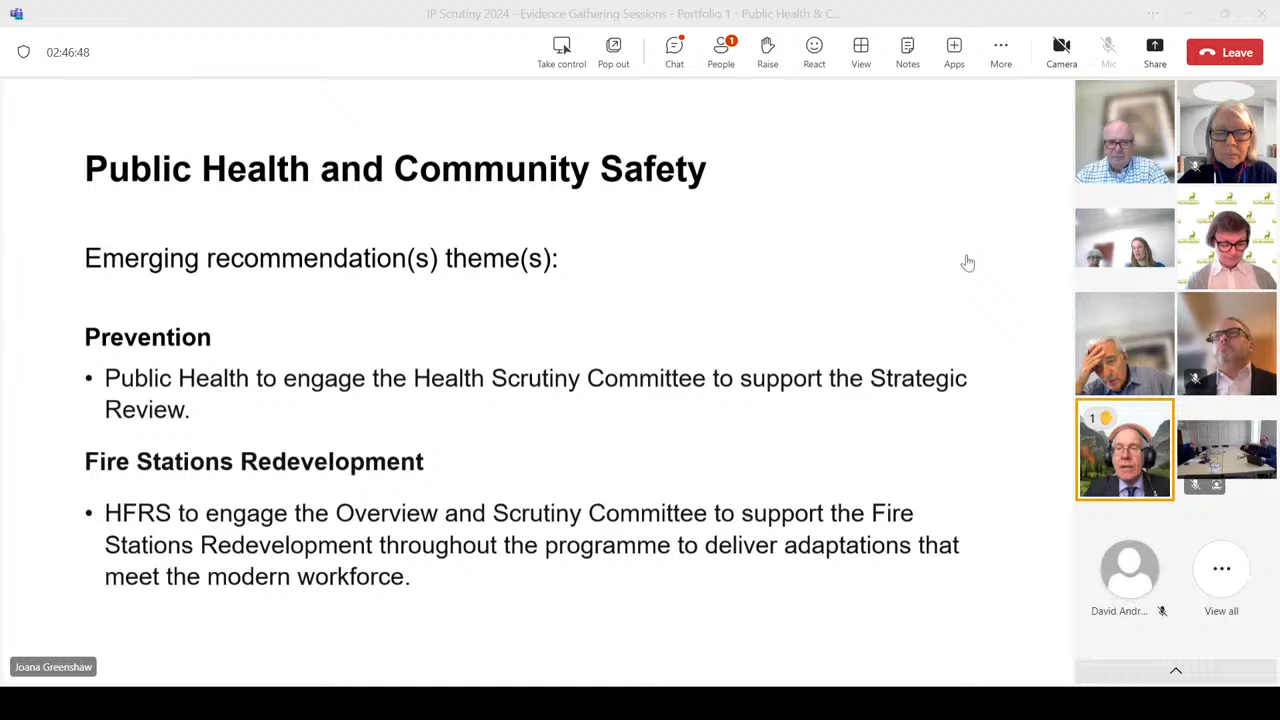 IP Scrutiny 2024 - Evidence Gathering Sessions - Portfolio 1 - Public Health & C...
02:46:48
Take control
Pop out
Chat
1
People
Raise
React
View
Notes
Apps
More
Camera
Mic
Share
Leave
Public Health and Community Safety
Emerging recommendation(s) theme(s):
Prevention
• Public Health to engage the Health Scrutiny Committee to support the Strategic
Review.
Fire Stations Redevelopment
• HFRS to engage the Overview and Scrutiny Committee to support the Fire
Stations Redevelopment throughout the programme to deliver adaptations that
meet the modern workforce.
1
David Andr...
View all
Joana Greenshaw